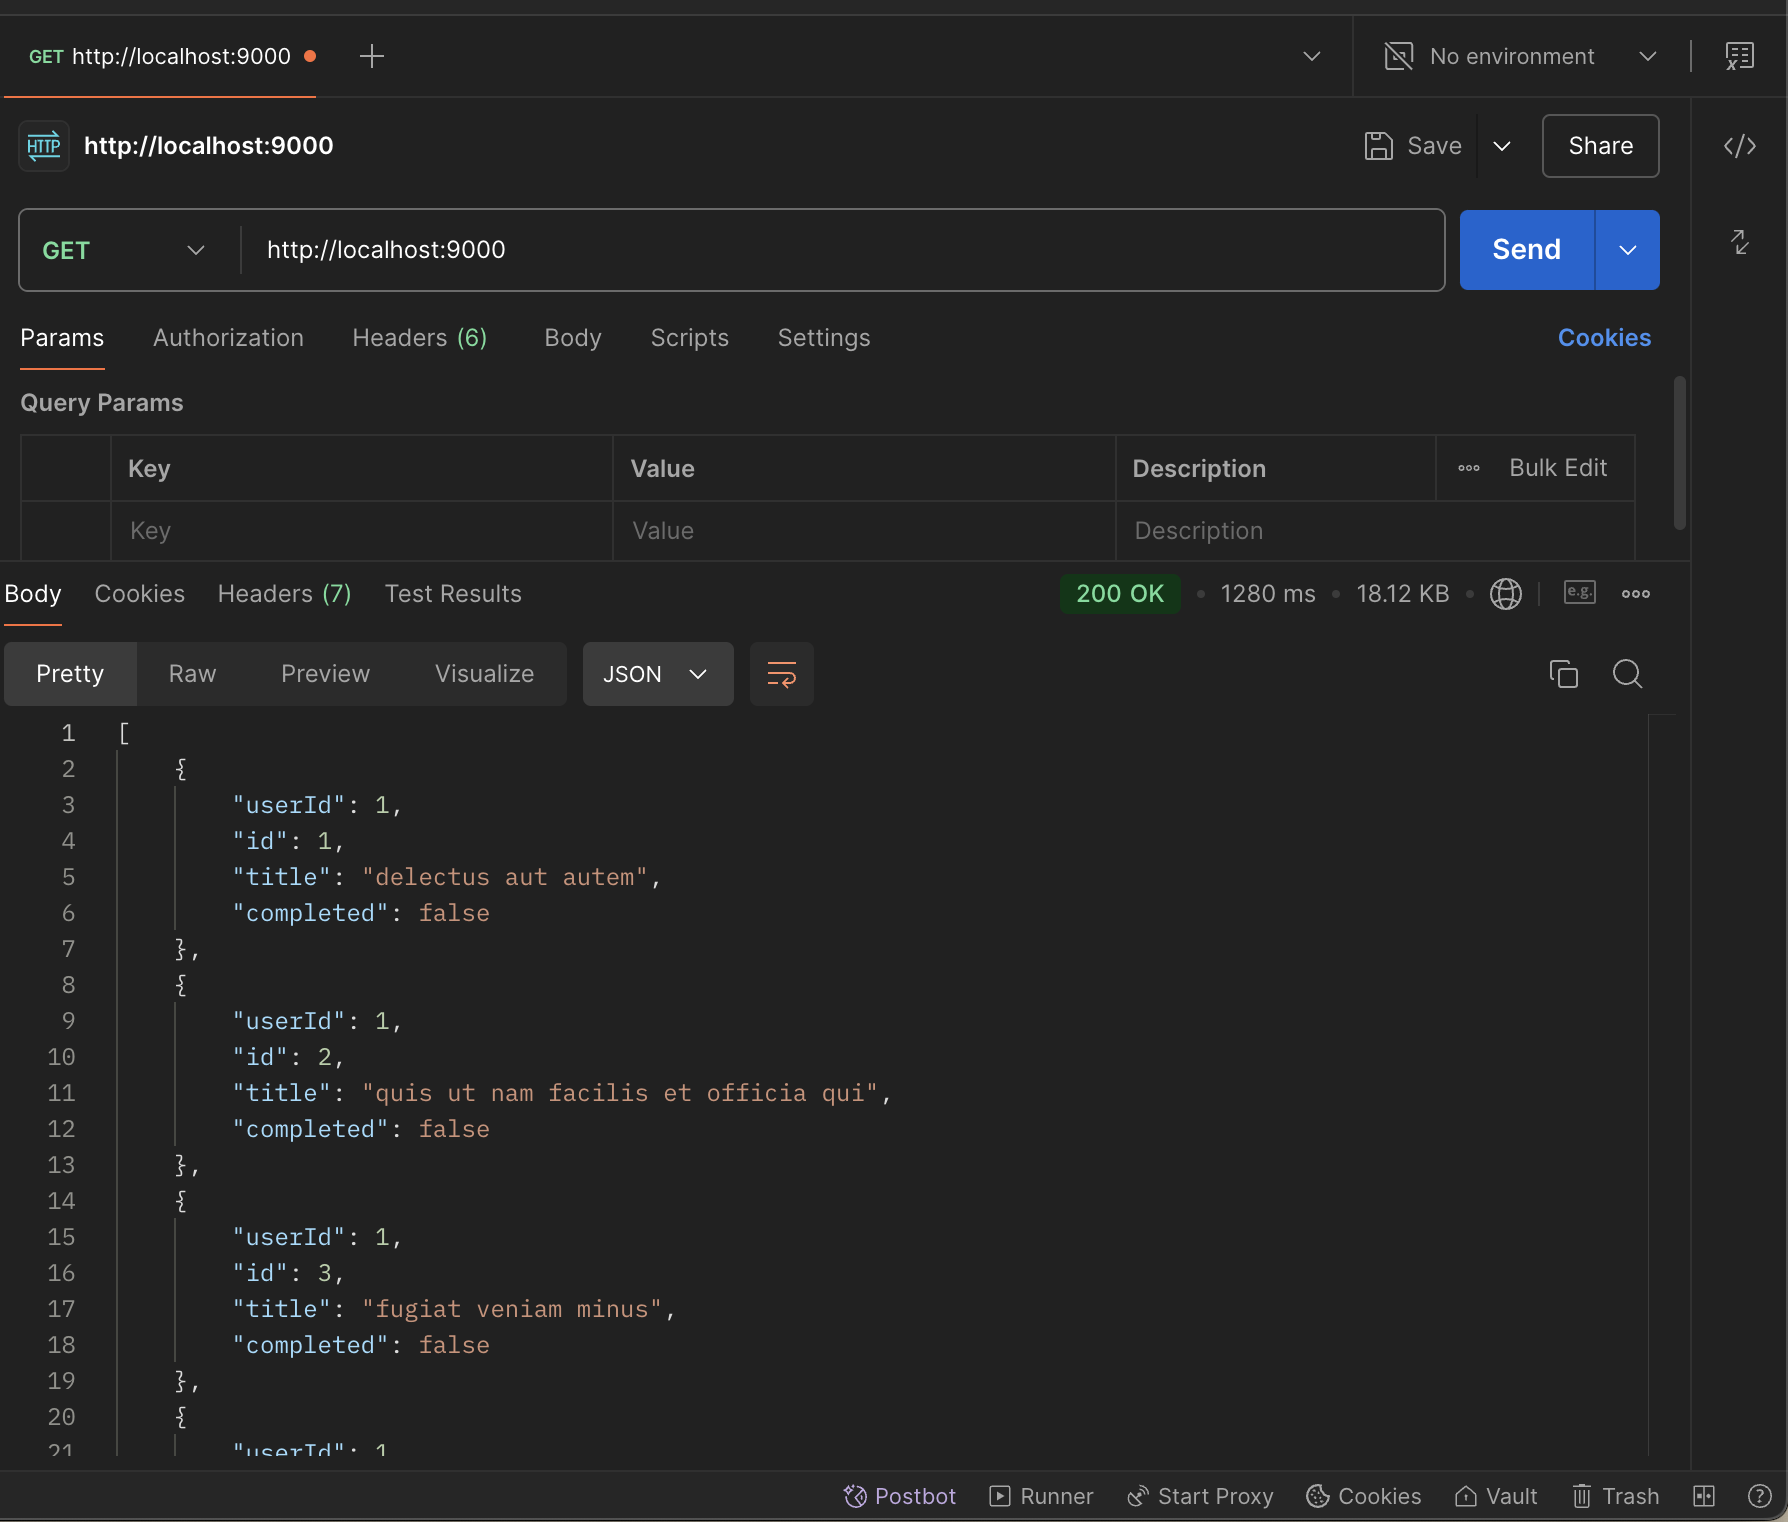 GET http://localhost:9000
No environment
HTTP http://localhost:9000
Save
Share
GET http://localhost:9000
Send
Params Authorization Headers (6) Body Scripts Settings Cookies
Query Params
Key Value Description Bulk Edit
Key Value Description
Body Cookies Headers (7) Test Results 200 OK • 1280 ms • 18.12 KB • e.g.
Pretty Raw Preview Visualize JSON
1 [
2 {
3 "userId": 1,
4 "id": 1,
5 "title": "delectus aut autem",
6 "completed": false
7 },
8 {
9 "userId": 1,
10 "id": 2,
11 "title": "quis ut nam facilis et officia qui",
12 "completed": false
13 },
14 {
15 "userId": 1,
16 "id": 3,
17 "title": "fugiat veniam minus",
18 "completed": false
19 },
20 {
21 "userId": 1
Postbot Runner Start Proxy Cookies Vault Trash